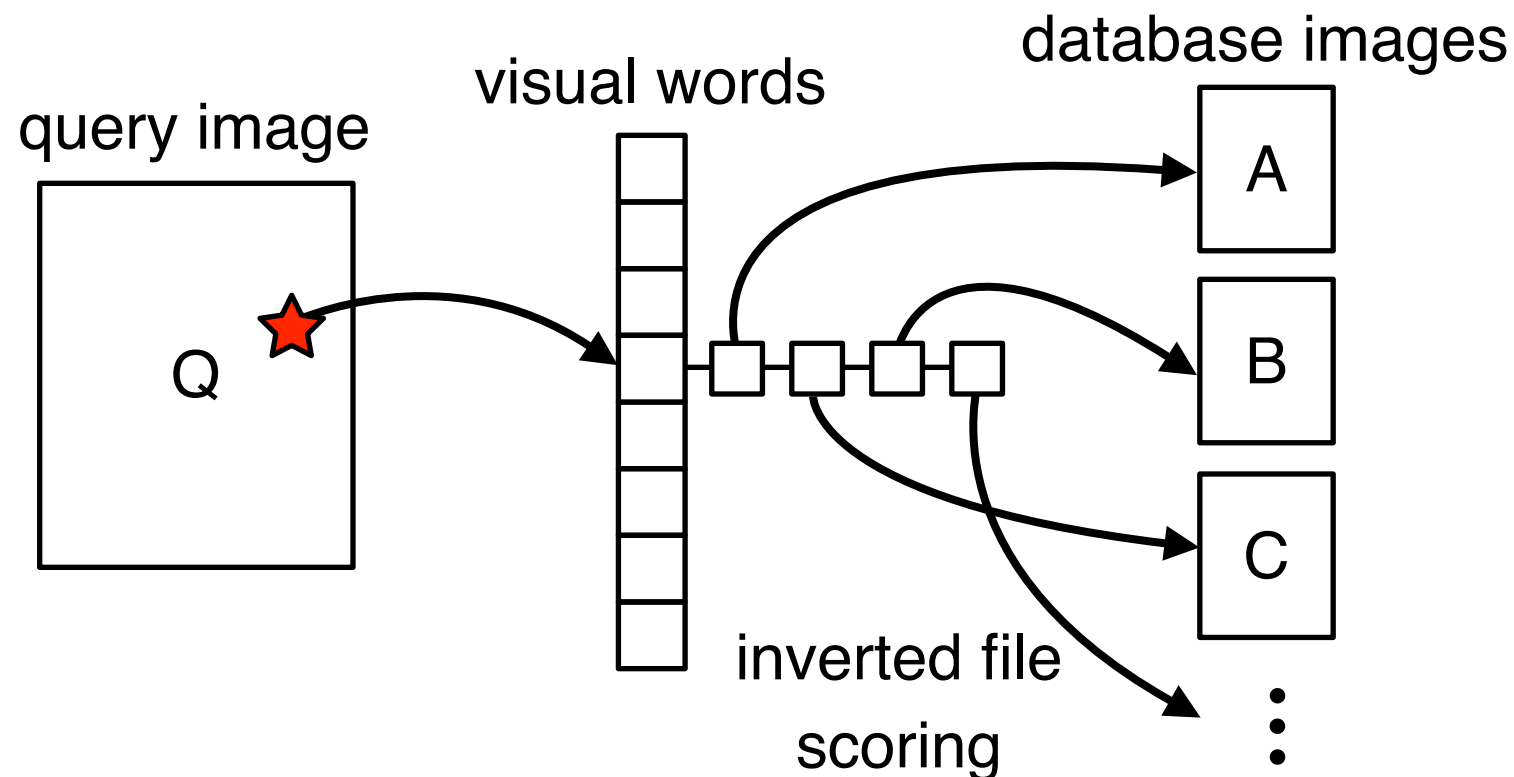 database images
visual words
query image
A
Q
B
C
inverted file
scoring